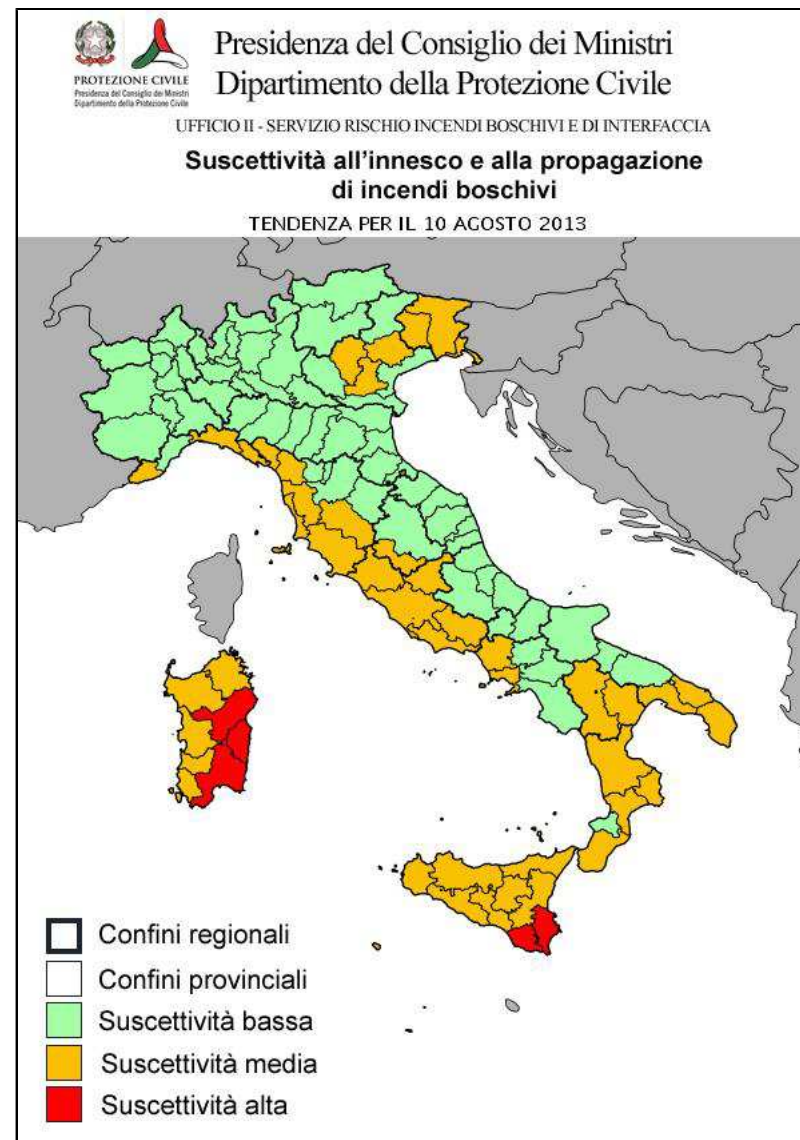 Presidenza del Consiglio dei Ministri
Dipartimento della Protezione Civile
PROTEZIONE CIVILE
Presidenza del Consiglio dei Ministri
Dipartimento della Protezione Civile
UFFICIO II - SERVIZIO RISCHIO INCENDI BOSCHIVI E DI INTERFACCIA
Suscettività all'innesco e alla propagazione
di incendi boschivi
TENDENZA PER IL 10 AGOSTO 2013
Confini regionali
Confini provinciali
Suscettività bassa
Suscettività media
Suscettività alta